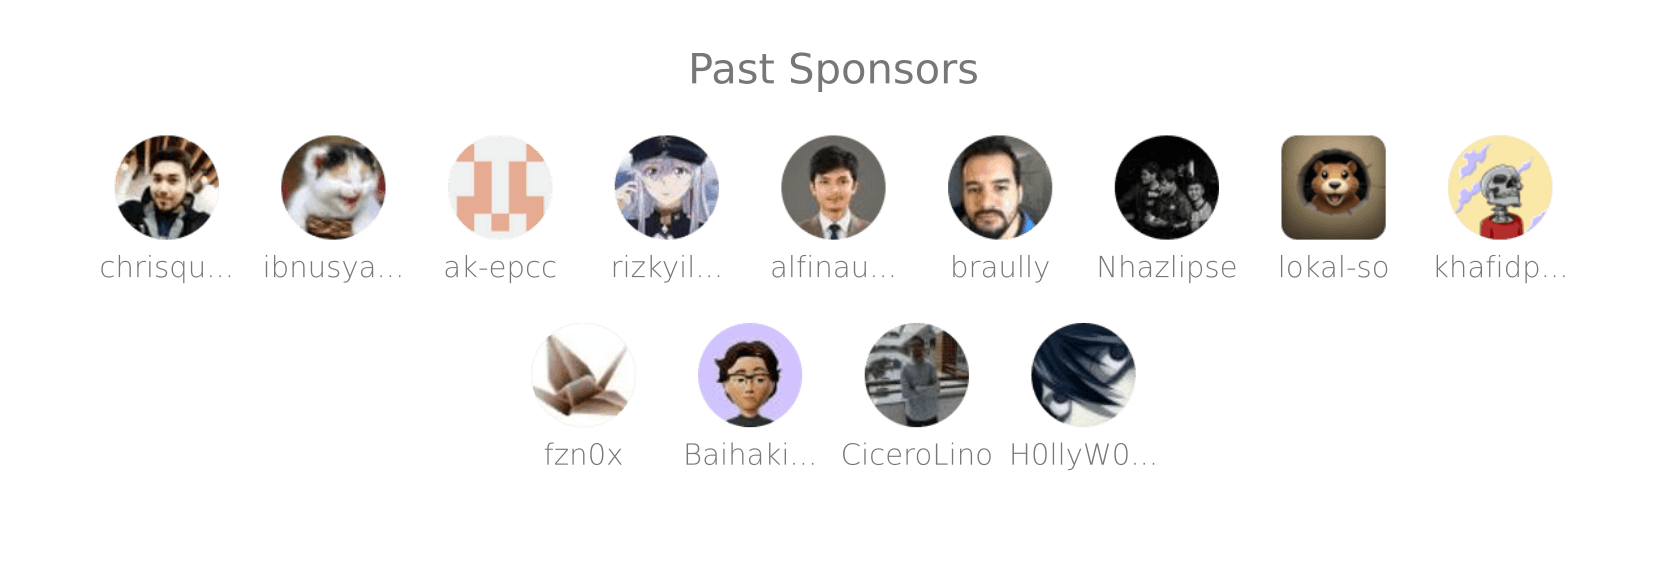 Past Sponsors
chrisqu... ibnusya... ak-epcc rizkyil... alfinau... braully Nhazlipse lokal-so khafidp...
fzn0x Baihaki... CiceroLino H0llyW0...